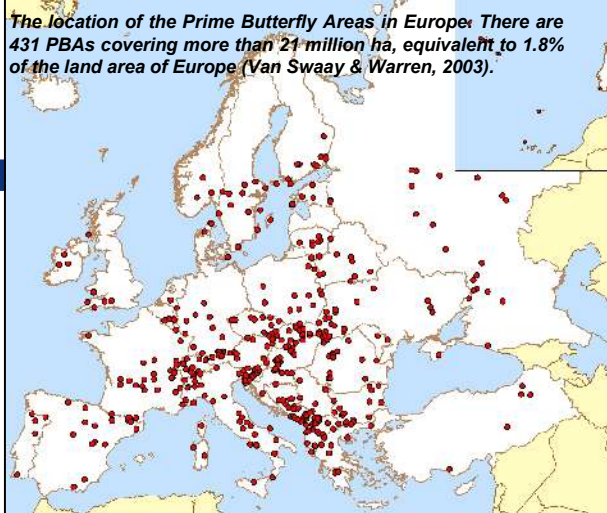 The location of the Prime Butterfly Areas in Europe. There are
431 PBAs covering more than 21 million ha, equivalent to 1.8%
of the land area of Europe (Van Swaay & Warren, 2003).